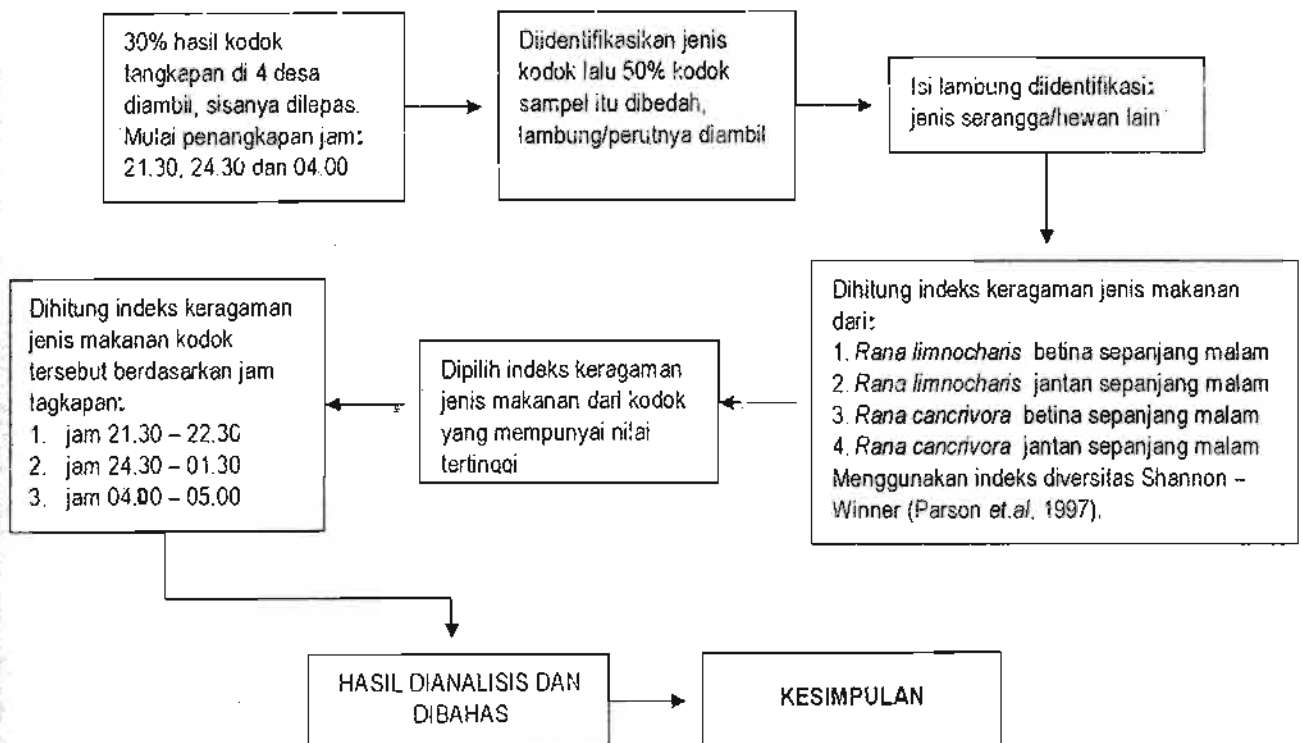 30% hasil kodok
tangkapan di 4 desa
diambil, sisanya dilepas.
Mulai penangkapan jam:
21.30, 24.30 dan 04.00
Diidentifikasikan jenis
kodok lalu 50% kodok
sampel itu dibedah,
lambung/perutnya diambil
Isi lambung diidentifikasi:
jenis serangga/hewan lain
Dihitung indeks keragaman jenis makanan
dari:
1. Rana limnocharis betina sepanjang malam
2. Rana limnocharis jantan sepanjang malam
3. Rana cancrivora betina sepanjang malam
4. Rana cancrivora jantan sepanjang malam
Menggunakan indeks diversitas Shannon –
Winner (Parson et.al, 1997).
Dipilih indeks keragaman
jenis makanan dari kodok
yang mempunyai nilai
tertinggi
Dihitung indeks keragaman
jenis makanan kodok
tersebut berdasarkan jam
tagkapan:
1. jam 21.30 – 22.30
2. jam 24.30 – 01.30
3. jam 04.00 – 05.00
HASIL DIANALISIS DAN
DIBAHAS
KESIMPULAN